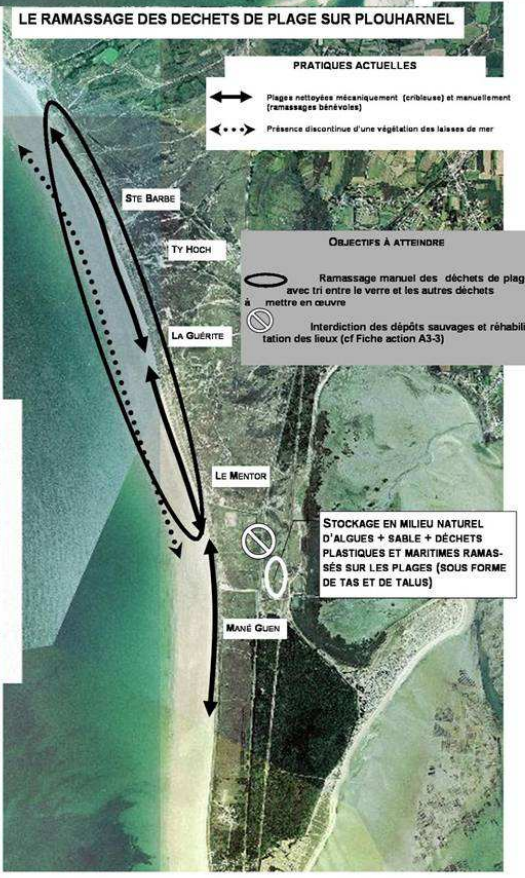 LE RAMASSAGE DES DECHETS DE PLAGE SUR PLOUHARNEL
PRATIQUES ACTUELLES
Plages nettoyées mécaniquement (cribleuse) et manuellement
(ramassages bénévoles)
Présence discontinue d'une végétation des laisses de mer
STE BARBE
TY HOCH
OBJECTIFS À ATTEINDRE
Ramassage manuel des déchets de plag
avec tri entre le verre et les autres déchets
à mettre en œuvre
Interdiction des dépôts sauvages et réhabili
tation des lieux (cf Fiche action A3-3)
LA GUÉRITE
LE MENTOR
STOCKAGE EN MILIEU NATUREL
D'ALGUES + SABLE + DÉCHETS
PLASTIQUES ET MARITIMES RAMAS-
SÉS SUR LES PLAGES (SOUS FORME
DE TAS ET DE TALUS)
MANÉ GUEN